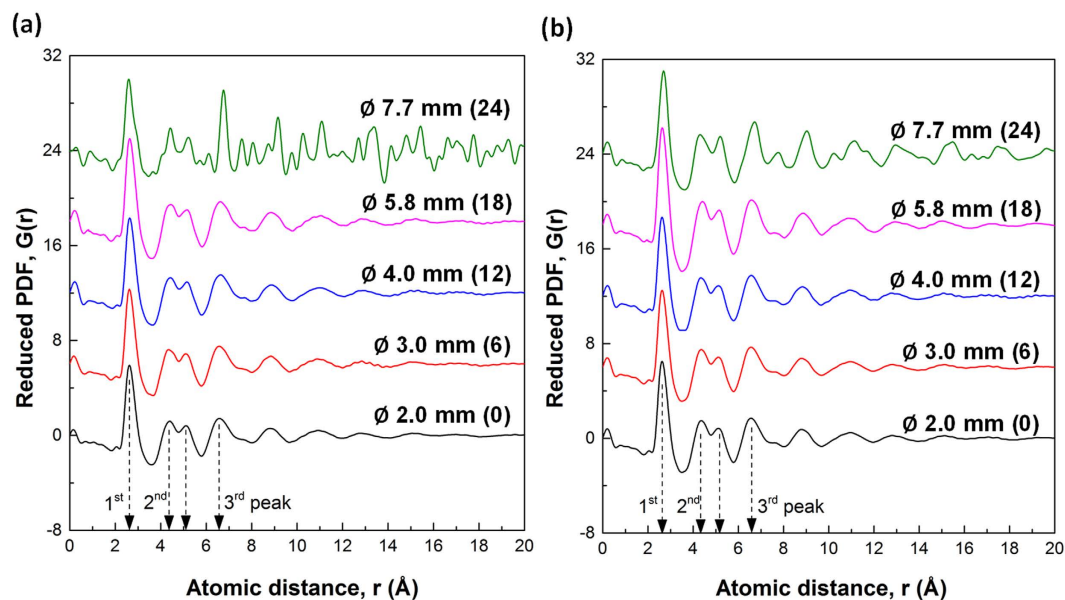 (a)
Reduced PDF, G(r)
32
24
16
8
0
-8
Ø 7.7 mm (24)
Ø 5.8 mm (18)
Ø 4.0 mm (12)
Ø 3.0 mm (6)
Ø 2.0 mm (0)
1st 2nd 3rd peak
0 2 4 6 8 10 12 14 16 18 20
Atomic distance, r (Å)
(b)
Reduced PDF, G(r)
32
24
16
8
0
-8
Ø 7.7 mm (24)
Ø 5.8 mm (18)
Ø 4.0 mm (12)
Ø 3.0 mm (6)
Ø 2.0 mm (0)
1st 2nd 3rd peak
0 2 4 6 8 10 12 14 16 18 20
Atomic distance, r (Å)